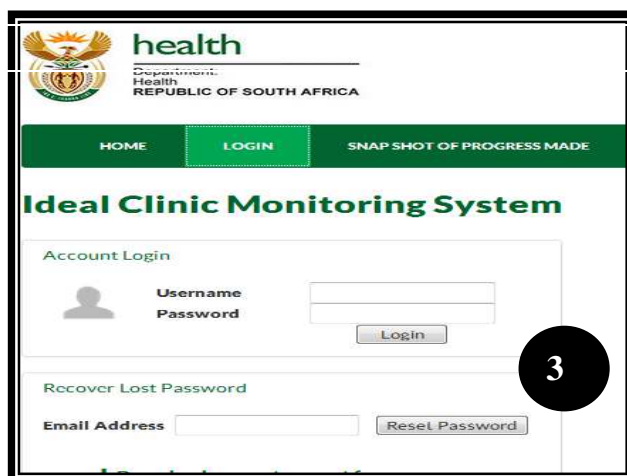 health
Department:
Health
REPUBLIC OF SOUTH AFRICA
HOME LOGIN SNAP SHOT OF PROGRESS MADE
Ideal Clinic Monitoring System
Account Login
Username
Password
Login
3
Recover Lost Password
Email Address Reset Password